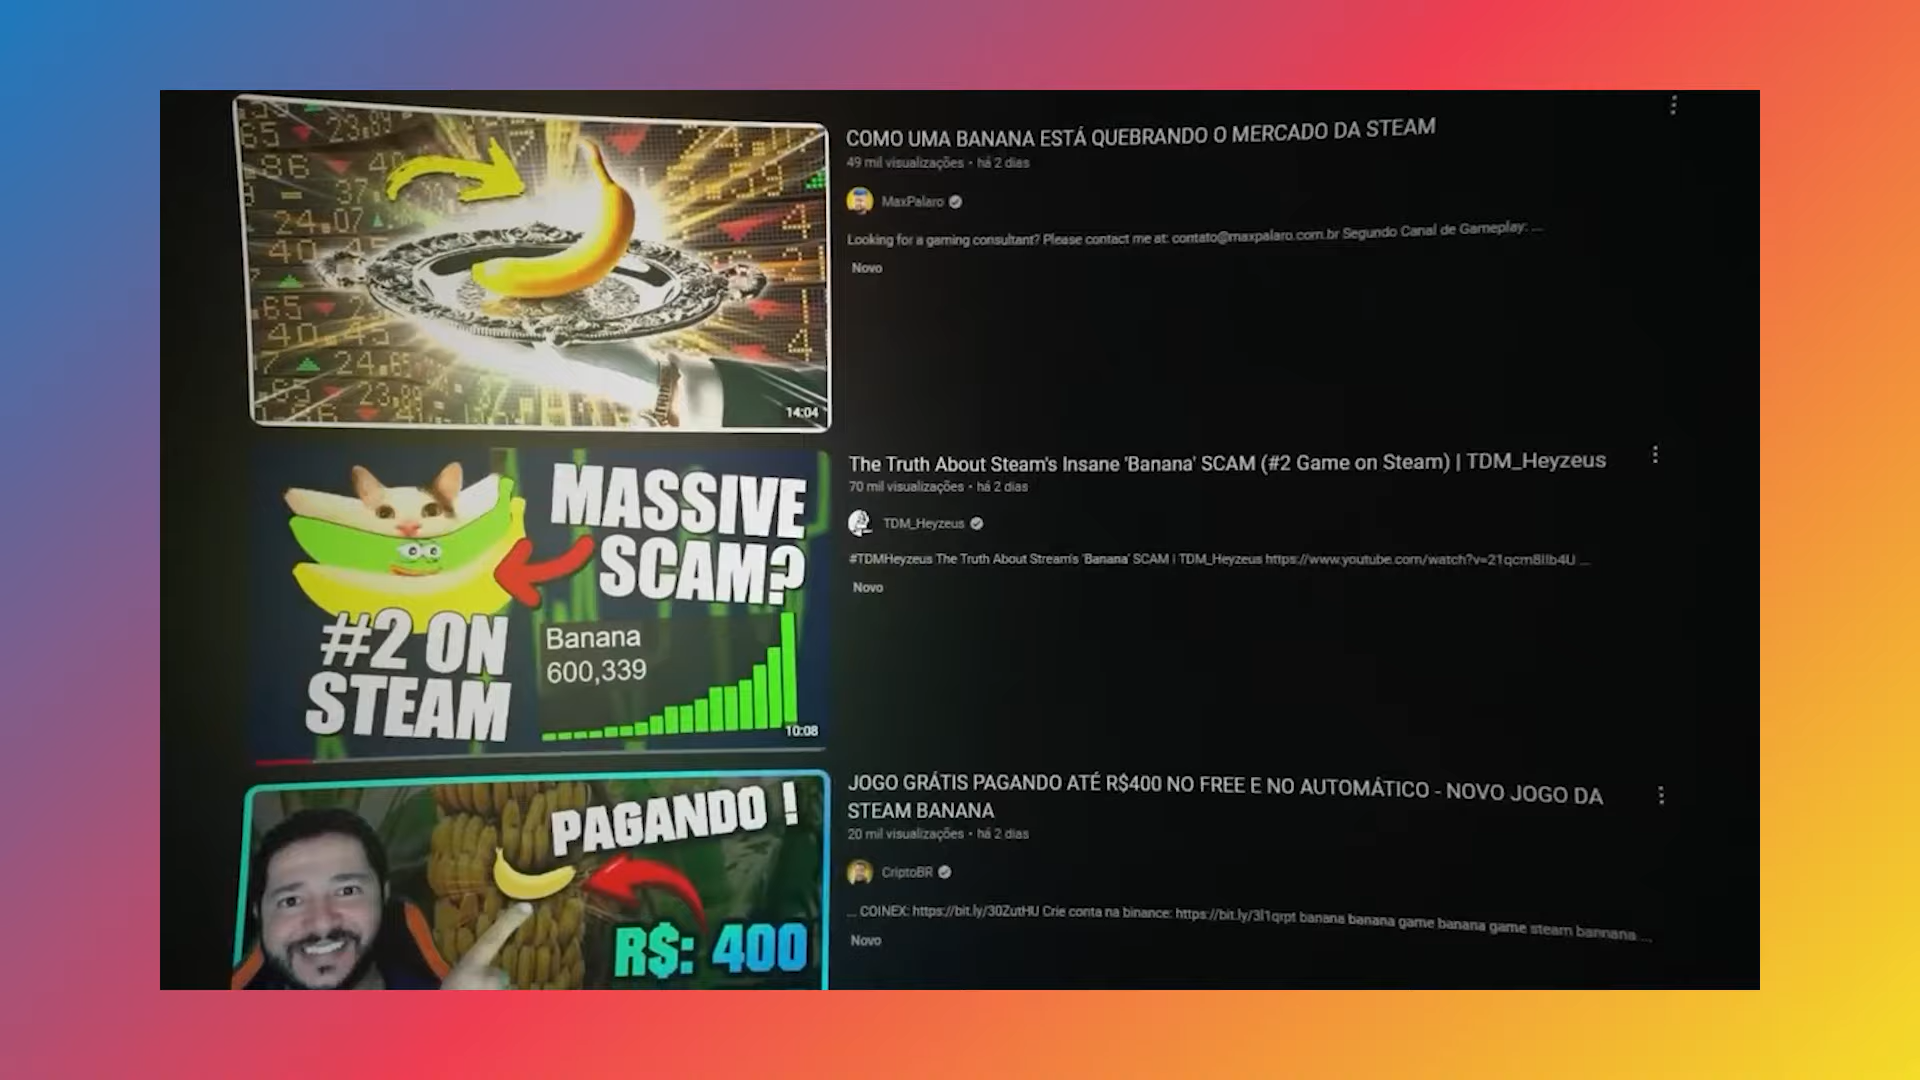 COMO UMA BANANA ESTÁ QUEBRANDO O MERCADO DA STEAM
49 mil visualizações • há 2 dias
MaxPalaro
Looking for a gaming consultant? Please contact me at: contato@maxpalaro.com.br Segundo Canal de Gameplay: ...
Novo
24.07
14:04
MASSIVE
SCAM?
#2 ON
STEAM
Banana
600,339
10:08
The Truth About Steam's Insane 'Banana' SCAM (#2 Game on Steam) | TDM_Heyzeus
70 mil visualizações • há 2 dias
TDM_Heyzeus
#TDMHeyzeus The Truth About Stream's 'Banana' SCAM | TDM_Heyzeus https://www.youtube.com/watch?v=21qcm8IIb4U ...
Novo
PAGANDO !
R$: 400
JOGO GRÁTIS PAGANDO ATÉ R$400 NO FREE E NO AUTOMÁTICO - NOVO JOGO DA
STEAM BANANA
20 mil visualizações • há 2 dias
CriptoBR
... COINEX: https://bit.ly/30ZutHU Crie conta na binance: https://bit.ly/3l1qrpt banana banana game banana game steam bannana ...
Novo